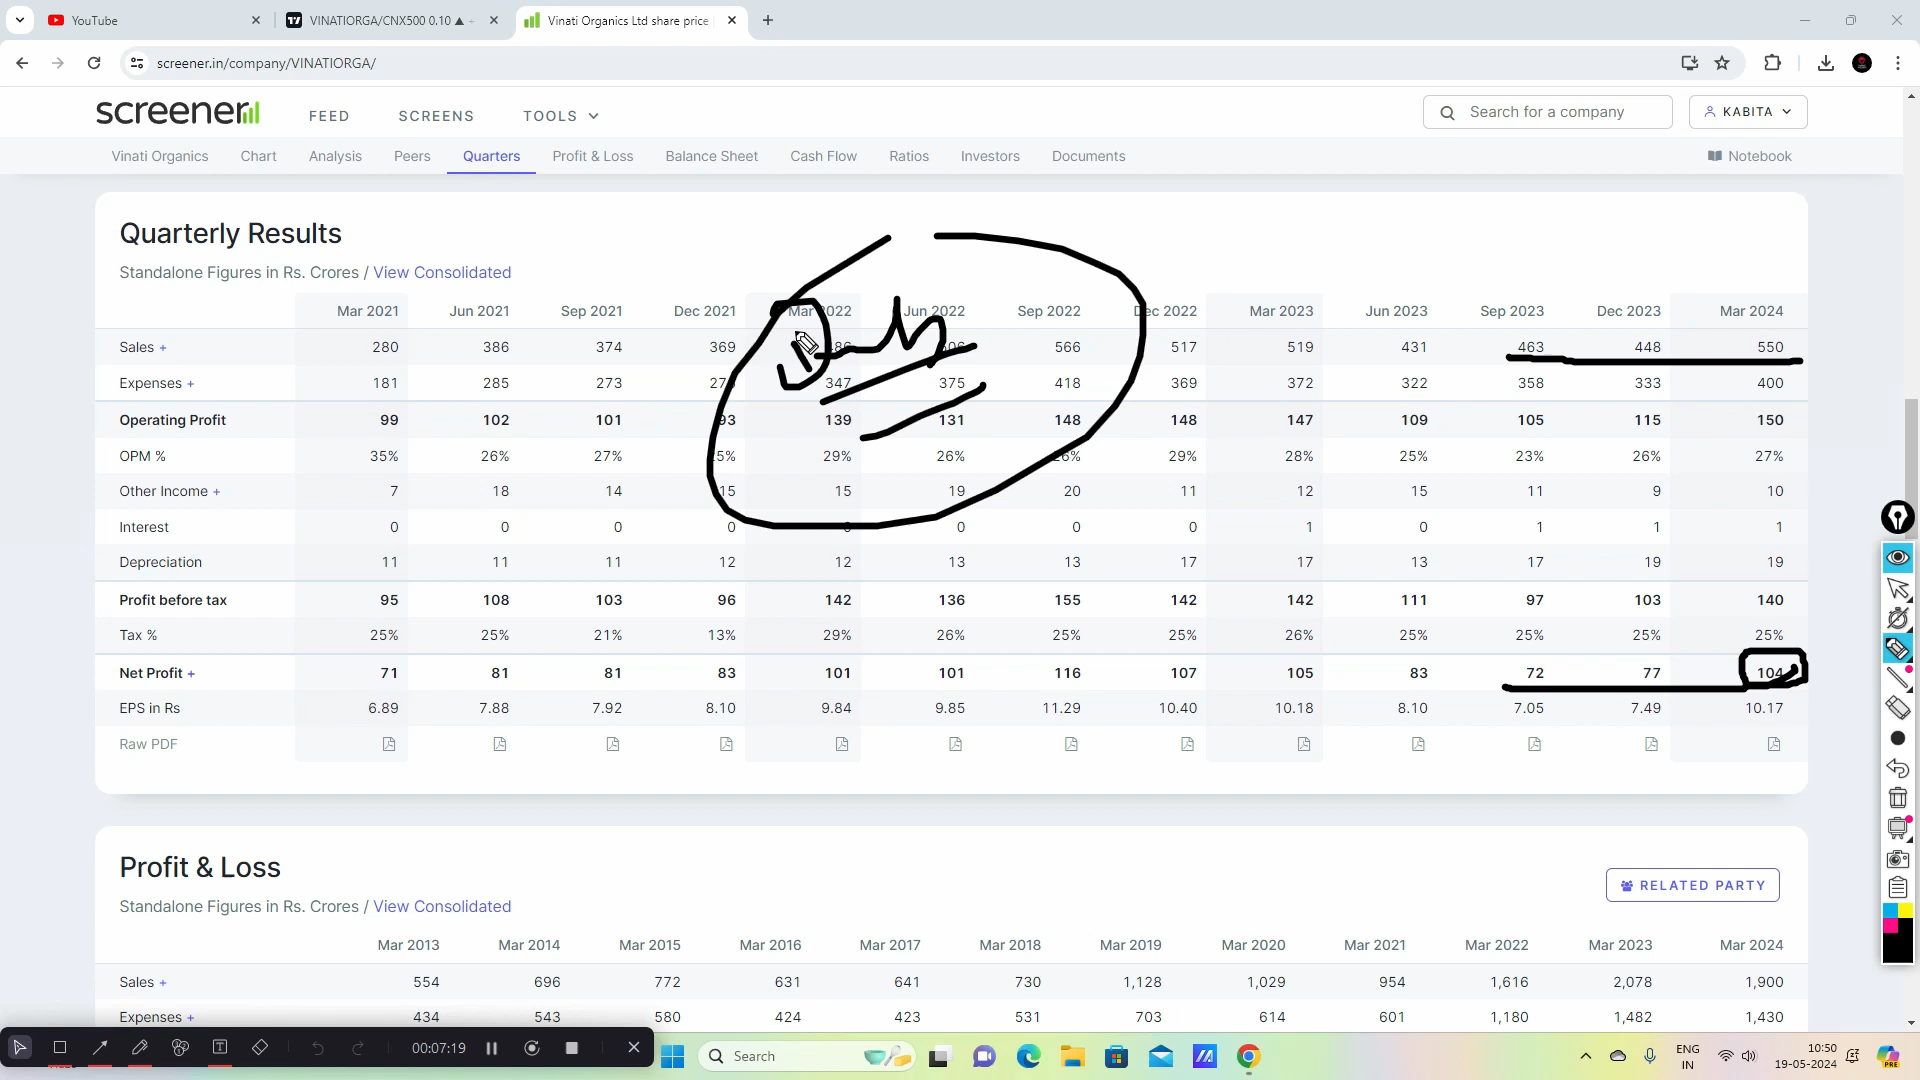 YouTube
VINATIORGA/CNX500 0.10 ▲
Vinati Organics Ltd share price
screener.in/company/VINATIORGA/
screener FEED SCREENS TOOLS Search for a company KABITA
Vinati Organics Chart Analysis Peers Quarters Profit & Loss Balance Sheet Cash Flow Ratios Investors Documents Notebook
Quarterly Results
Standalone Figures in Rs. Crores / View Consolidated
Mar 2021 Jun 2021 Sep 2021 Dec 2021 Mar 2022 Jun 2022 Sep 2022 Dec 2022 Mar 2023 Jun 2023 Sep 2023 Dec 2023 Mar 2024
Sales + 280 386 374 369 566 517 519 431 463 448 550
Expenses + 181 285 273 347 375 418 369 372 322 358 333 400
Operating Profit 99 102 101 93 139 131 148 148 147 109 105 115 150
OPM % 35% 26% 27% 25% 29% 26% 26% 29% 28% 25% 23% 26% 27%
Other Income + 7 18 14 15 15 19 20 11 12 15 11 9 10
Interest 0 0 0 0 0 0 0 0 1 0 1 1 1
Depreciation 11 11 11 12 12 13 13 17 17 13 17 19 19
Profit before tax 95 108 103 96 142 136 155 142 142 111 97 103 140
Tax % 25% 25% 21% 13% 29% 26% 25% 25% 26% 25% 25% 25% 25%
Net Profit + 71 81 81 83 101 101 116 107 105 83 72 77 104
EPS in Rs 6.89 7.88 7.92 8.10 9.84 9.85 11.29 10.40 10.18 8.10 7.05 7.49 10.17
Raw PDF
Profit & Loss
Standalone Figures in Rs. Crores / View Consolidated
RELATED PARTY
Mar 2013 Mar 2014 Mar 2015 Mar 2016 Mar 2017 Mar 2018 Mar 2019 Mar 2020 Mar 2021 Mar 2022 Mar 2023 Mar 2024
Sales + 554 696 772 631 641 730 1,128 1,029 954 1,616 2,078 1,900
Expenses + 434 543 580 424 423 531 703 614 601 1,180 1,482 1,430
00:07:19
Search
ENG
IN
10:50
19-05-2024
PRE